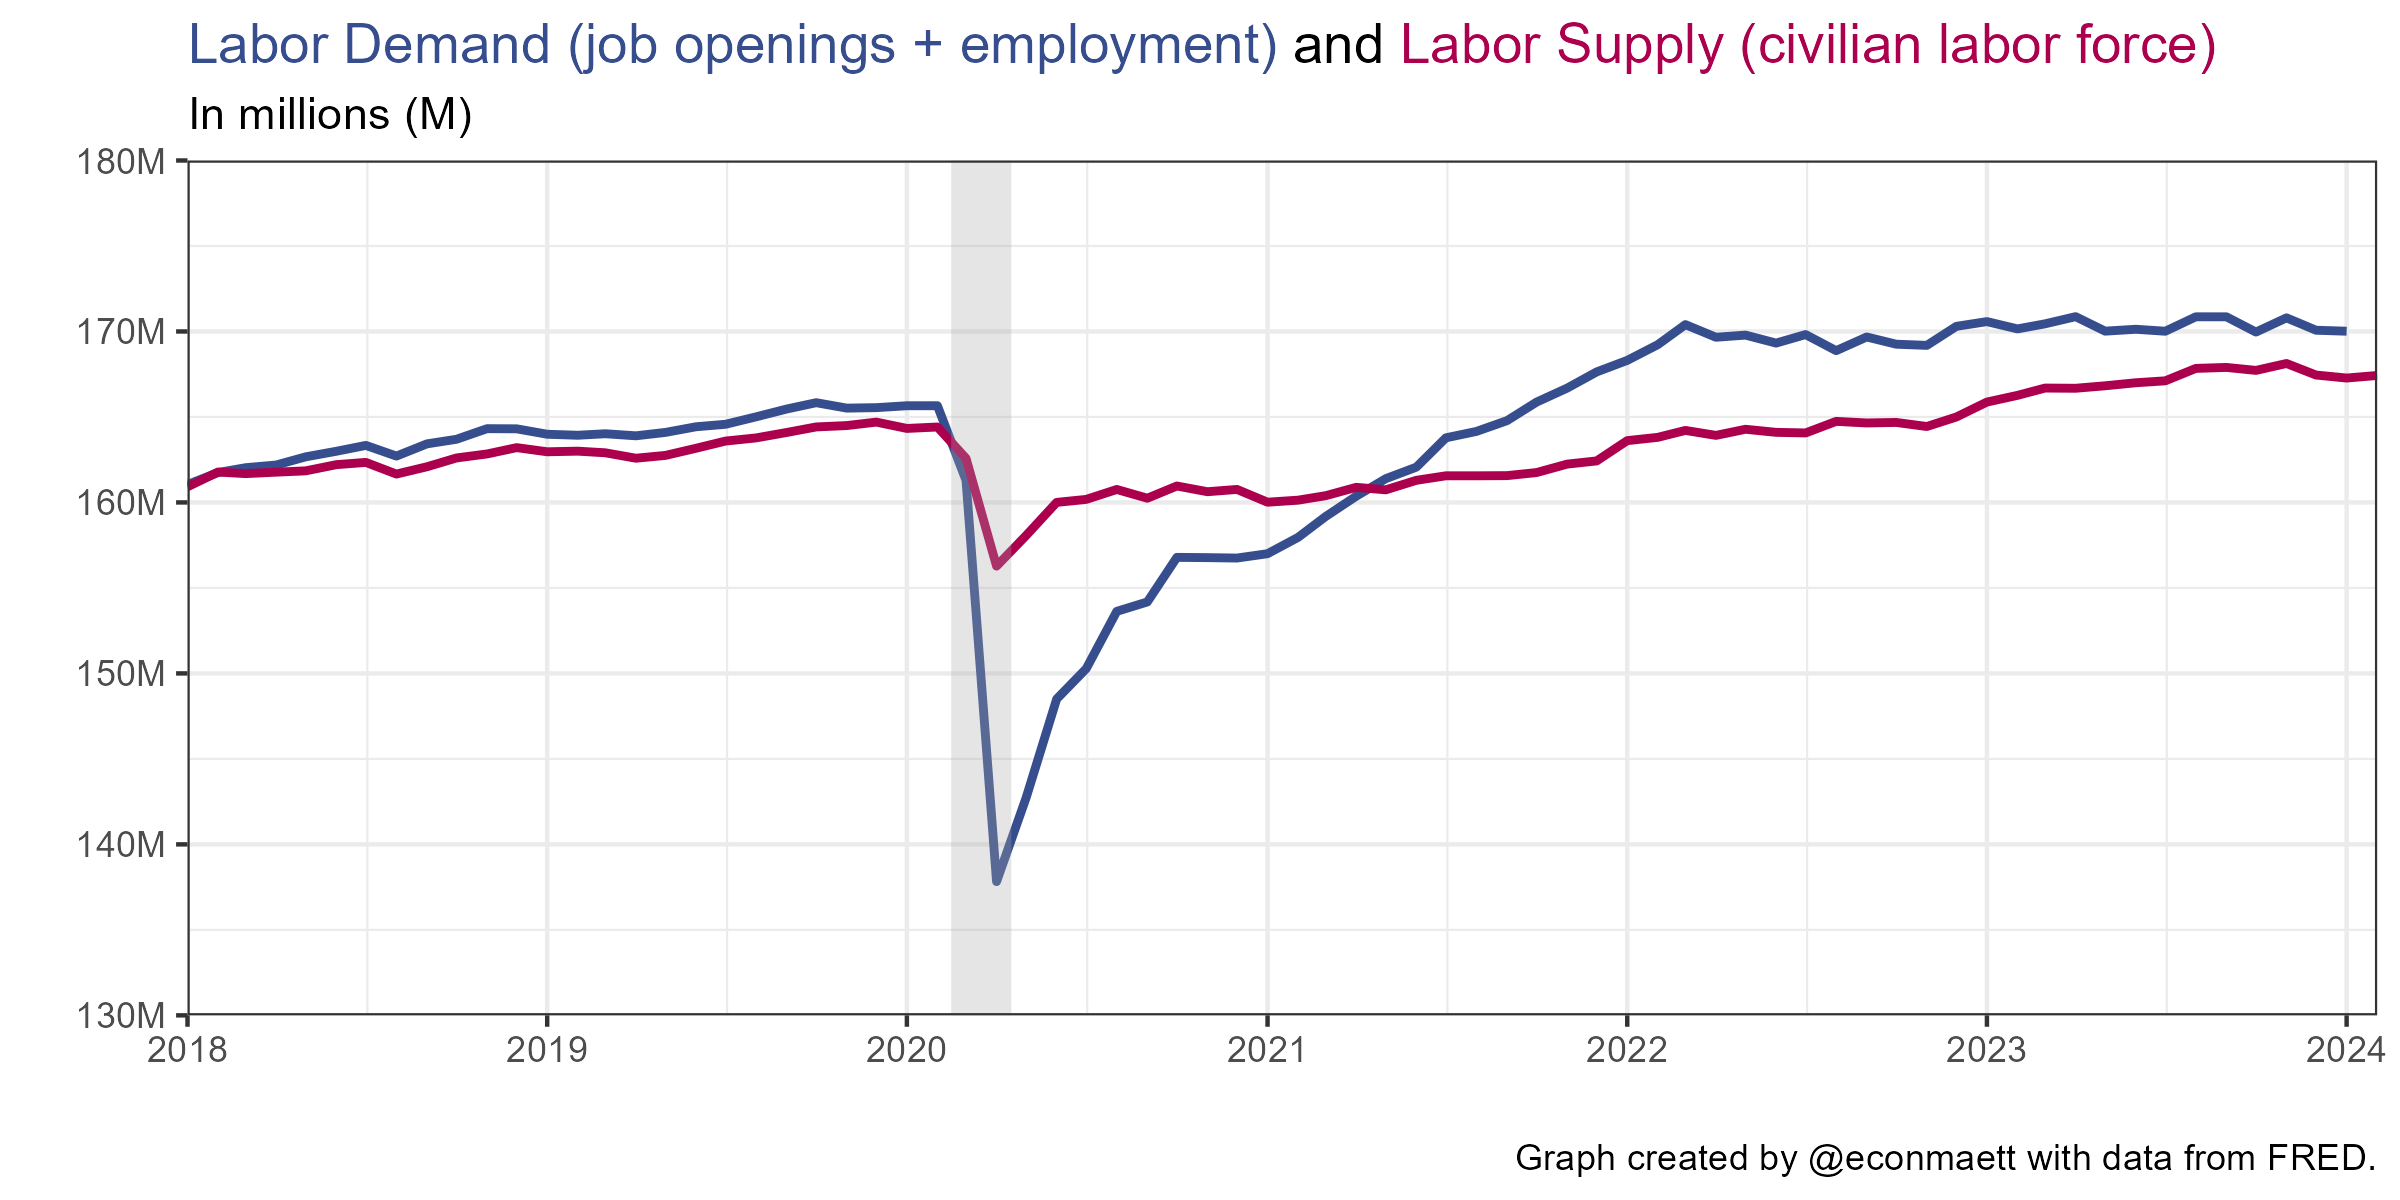 Labor Demand (job openings + employment) and Labor Supply (civilian labor force)
In millions (M)
180M
170M
160M
150M
140M
130M
2018 2019 2020 2021 2022 2023 2024
Graph created by @econmaett with data from FRED.